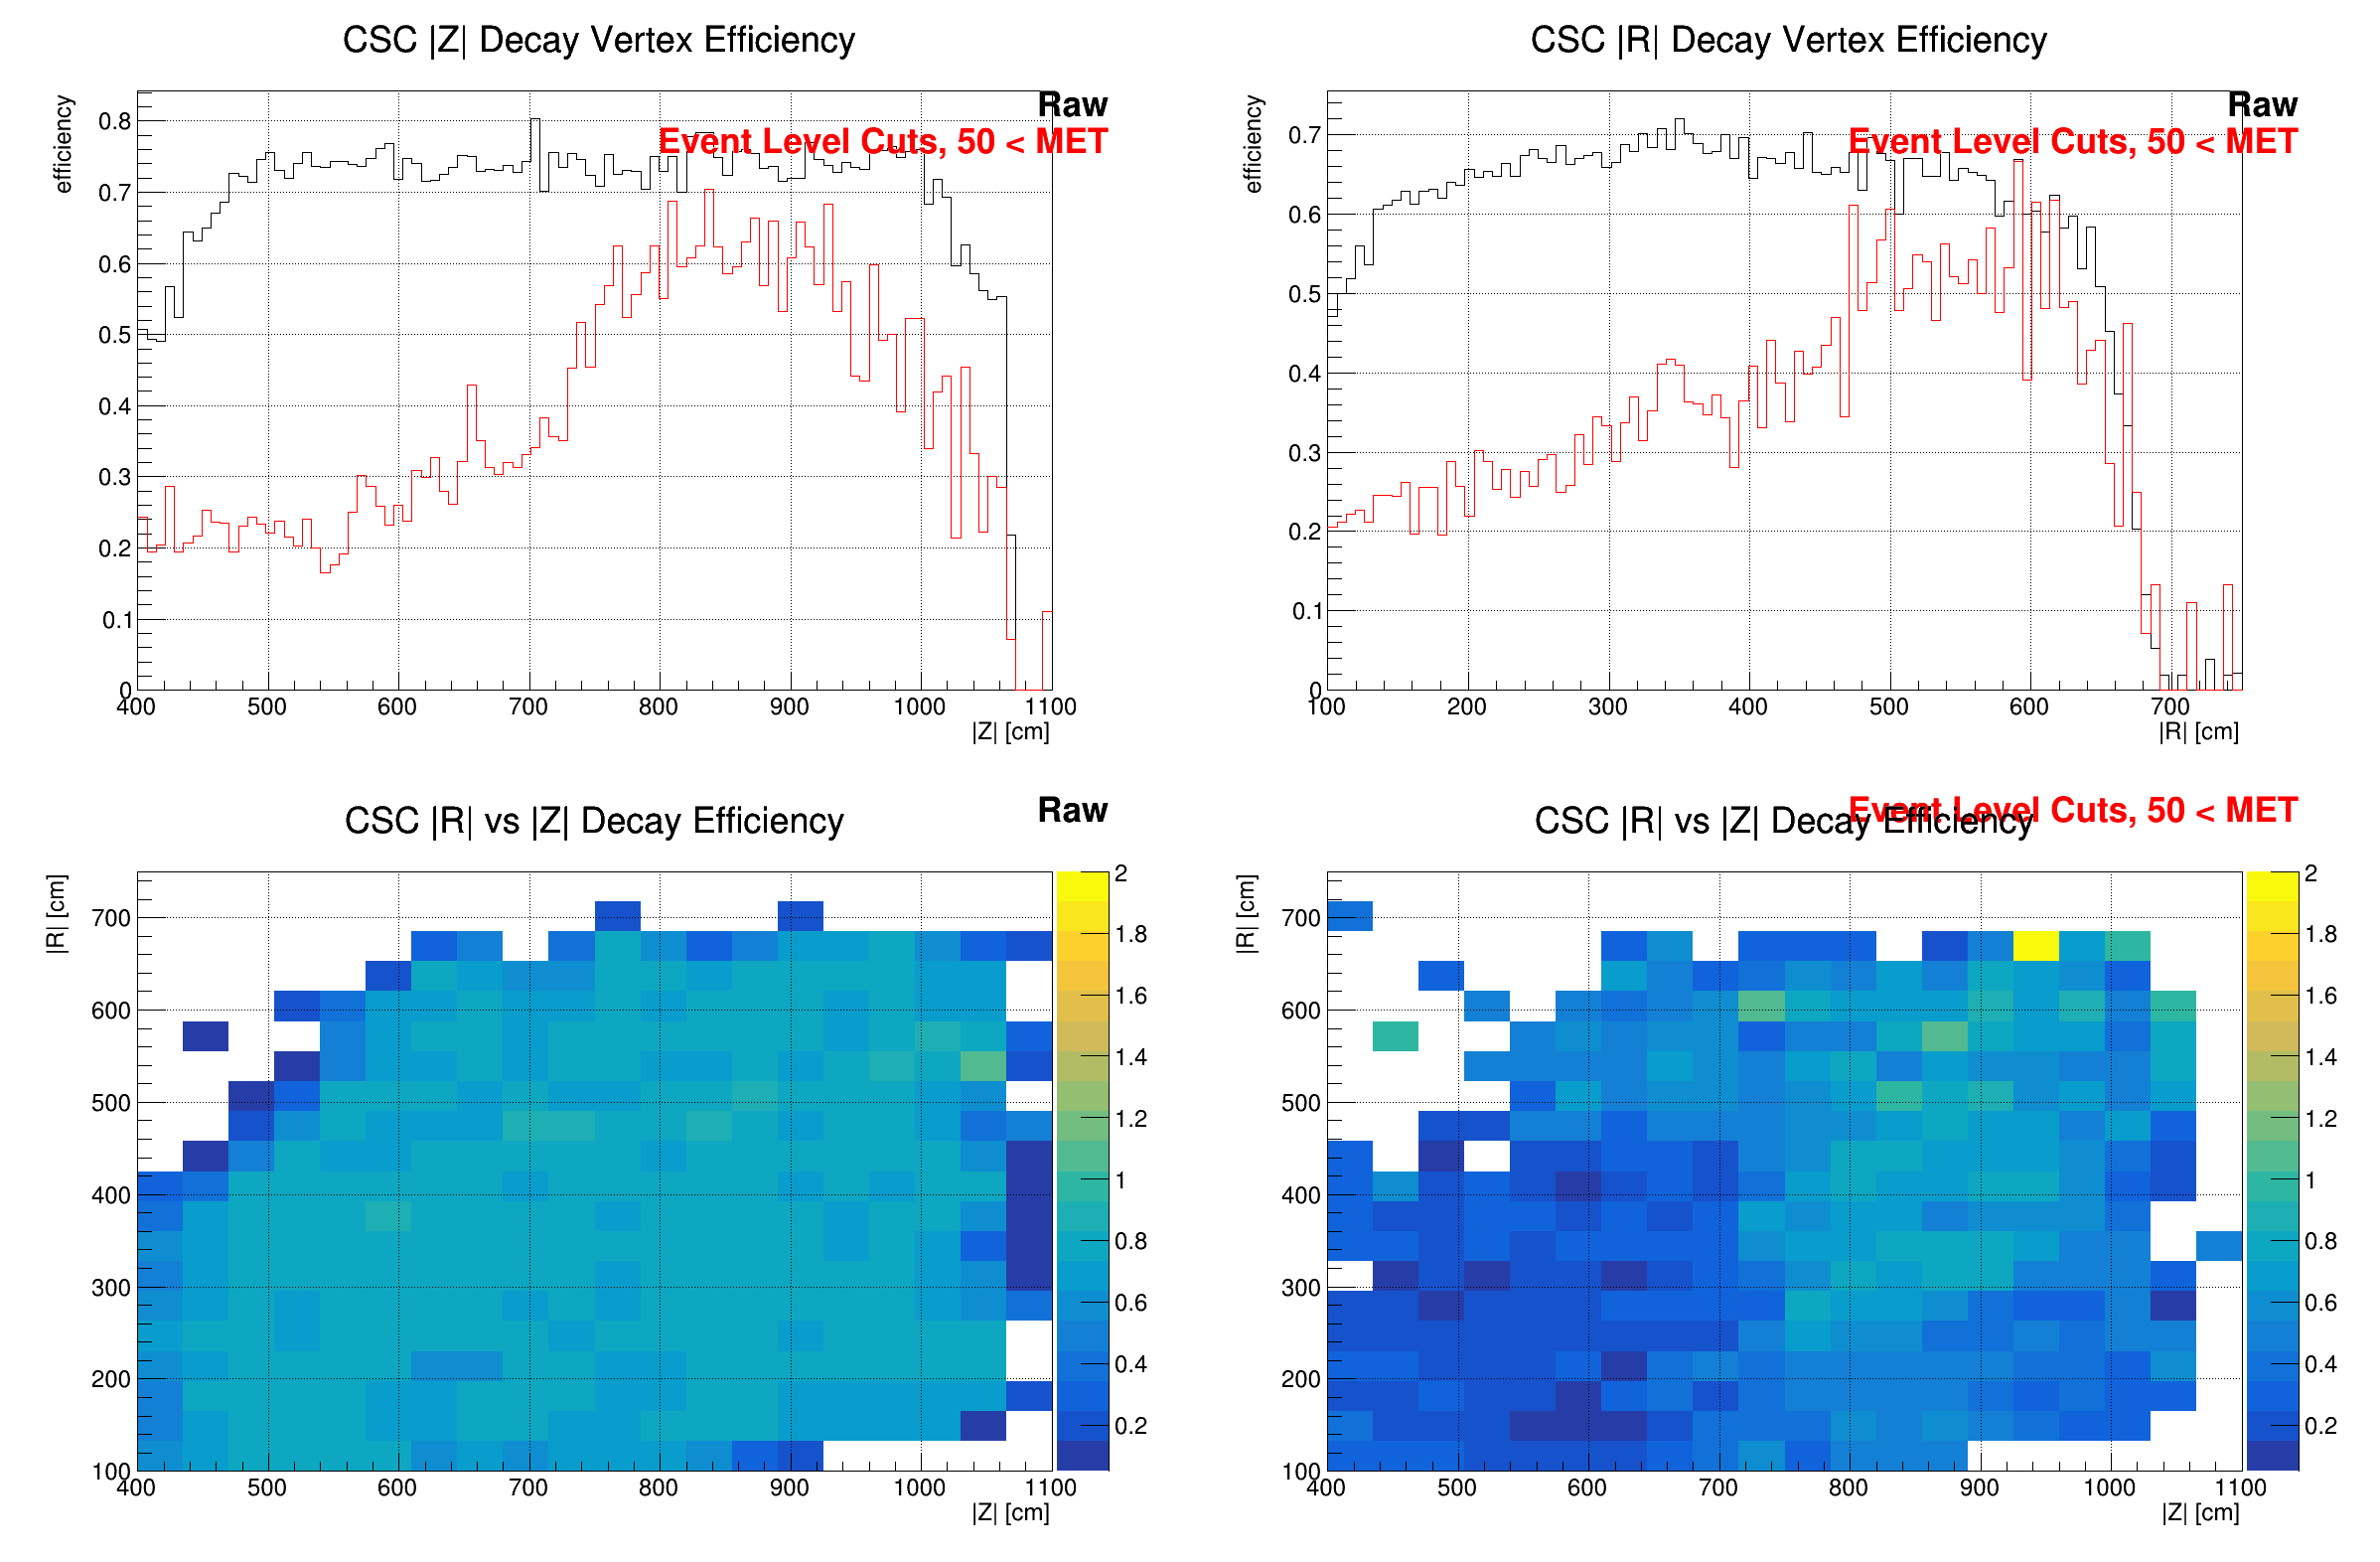 CSC |Z| Decay Vertex Efficiency
efficiency
Raw
Event Level Cuts, 50 < MET
0.8
0.7
0.6
0.5
0.4
0.3
0.2
0.1
0
400 500 600 700 800 900 1000 1100
|Z| [cm]
CSC |R| Decay Vertex Efficiency
efficiency
Raw
Event Level Cuts, 50 < MET
0.7
0.6
0.5
0.4
0.3
0.2
0.1
0
100 200 300 400 500 600 700
|R| [cm]
CSC |R| vs |Z| Decay Efficiency
Raw
|R| [cm]
700
600
500
400
300
200
100
400 500 600 700 800 900 1000 1100
|Z| [cm]
2
1.8
1.6
1.4
1.2
1
0.8
0.6
0.4
0.2
CSC |R| vs |Z| Decay Efficiency
Event Level Cuts, 50 < MET
|R| [cm]
700
600
500
400
300
200
100
400 500 600 700 800 900 1000 1100
|Z| [cm]
2
1.8
1.6
1.4
1.2
1
0.8
0.6
0.4
0.2